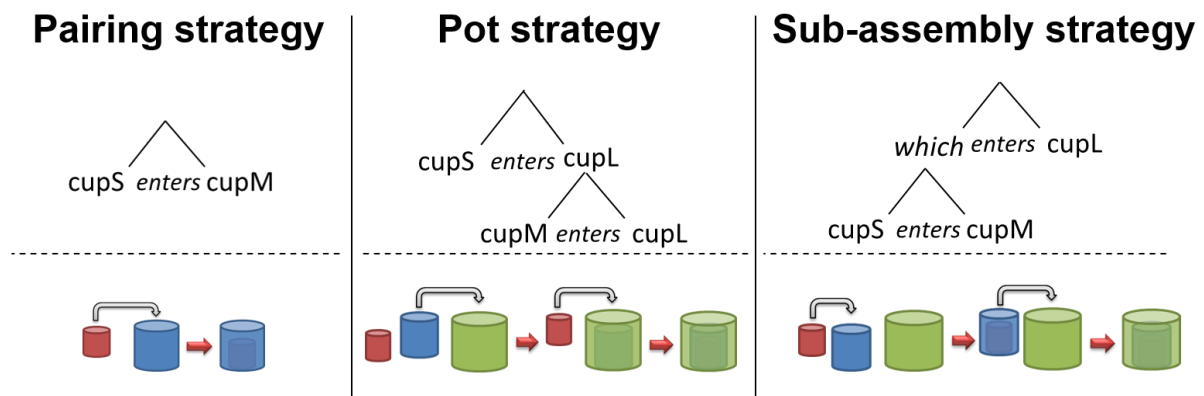 Pairing strategy
cupS enters cupM
Pot strategy
cupS enters cupL
cupM enters cupL
Sub-assembly strategy
which enters cupL
cupS enters cupM